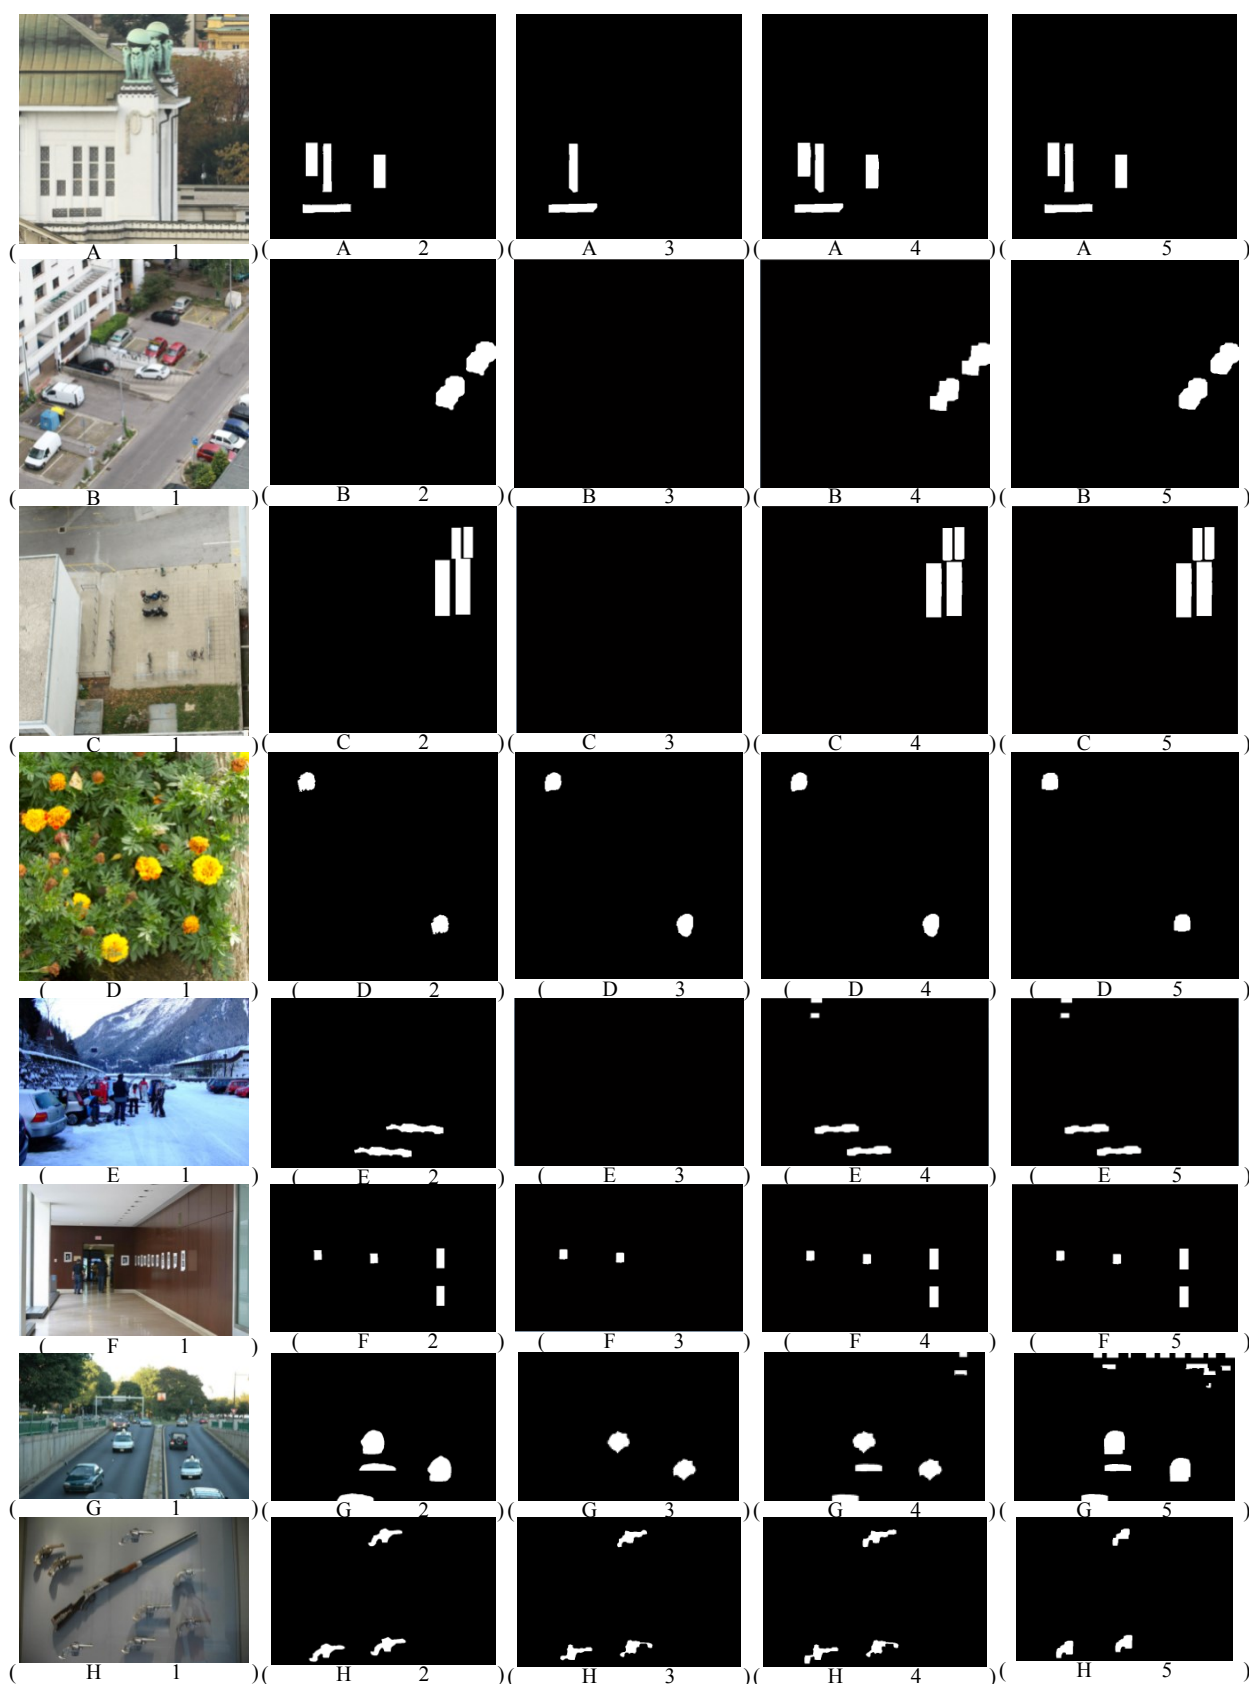 ( A 1 ) ( A 2 ) ( A 3 ) ( A 4 ) ( A 5 )
( B 1 ) ( B 2 ) ( B 3 ) ( B 4 ) ( B 5 )
( C 1 ) ( C 2 ) ( C 3 ) ( C 4 ) ( C 5 )
( D 1 ) ( D 2 ) ( D 3 ) ( D 4 ) ( D 5 )
( E 1 ) ( E 2 ) ( E 3 ) ( E 4 ) ( E 5 )
( F 1 ) ( F 2 ) ( F 3 ) ( F 4 ) ( F 5 )
( G 1 ) ( G 2 ) ( G 3 ) ( G 4 ) ( G 5 )
( H 1 ) ( H 2 ) ( H 3 ) ( H 4 ) ( H 5 )